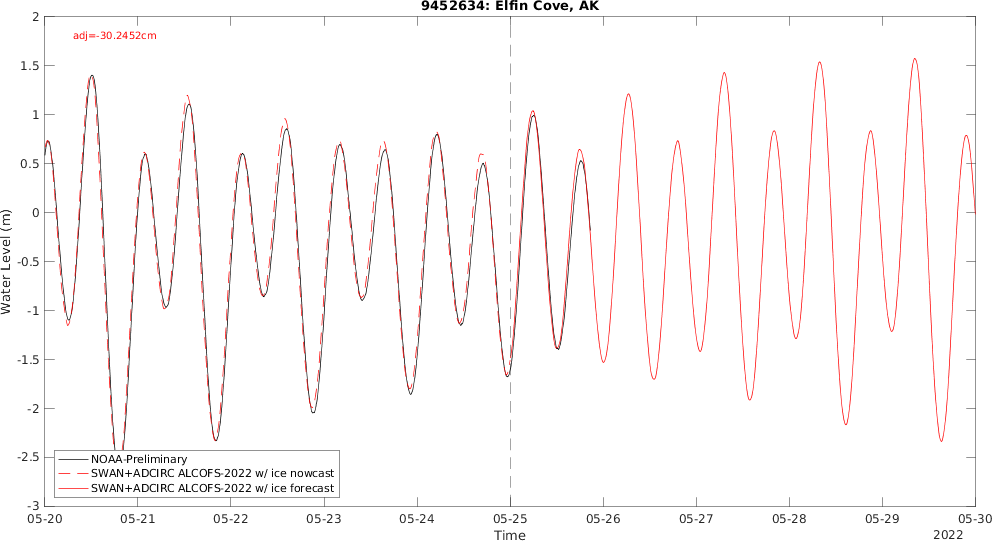 9452634: Elfin Cove, AK
adj=-30.2452cm
2
1.5
1
0.5
0
-0.5
-1
-1.5
-2
-2.5
-3
Water Level (m)
NOAA-Preliminary
SWAN+ADCIRC ALCOFS-2022 w/ ice nowcast
SWAN+ADCIRC ALCOFS-2022 w/ ice forecast
05-20 05-21 05-22 05-23 05-24 05-25 05-26 05-27 05-28 05-29 05-30
Time
2022